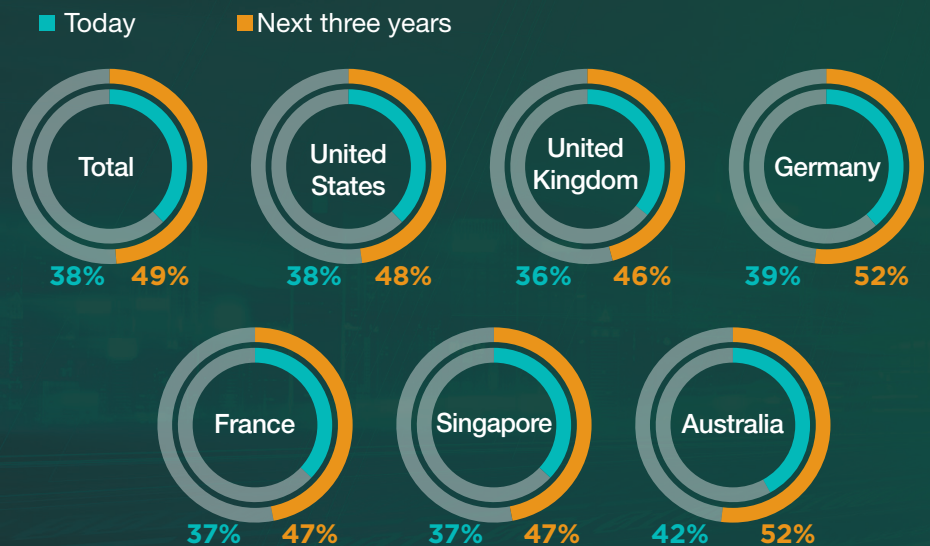 Today
Next three years
Total
38% 49%
United
States
38% 48%
United
Kingdom
36% 46%
Germany
39% 52%
France
37% 47%
Singapore
37% 47%
Australia
42% 52%